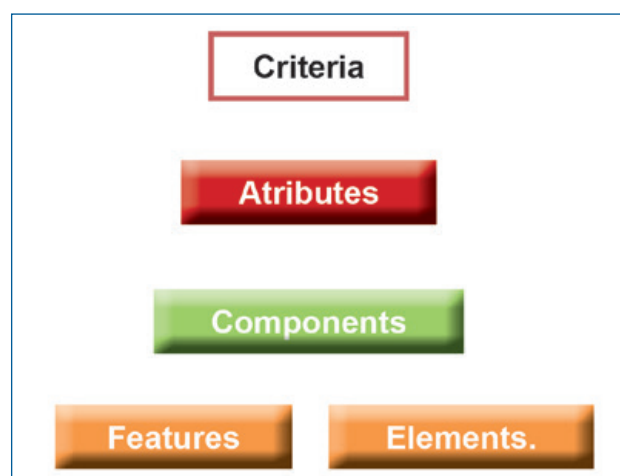 Criteria
Atributes
Components
Features
Elements.